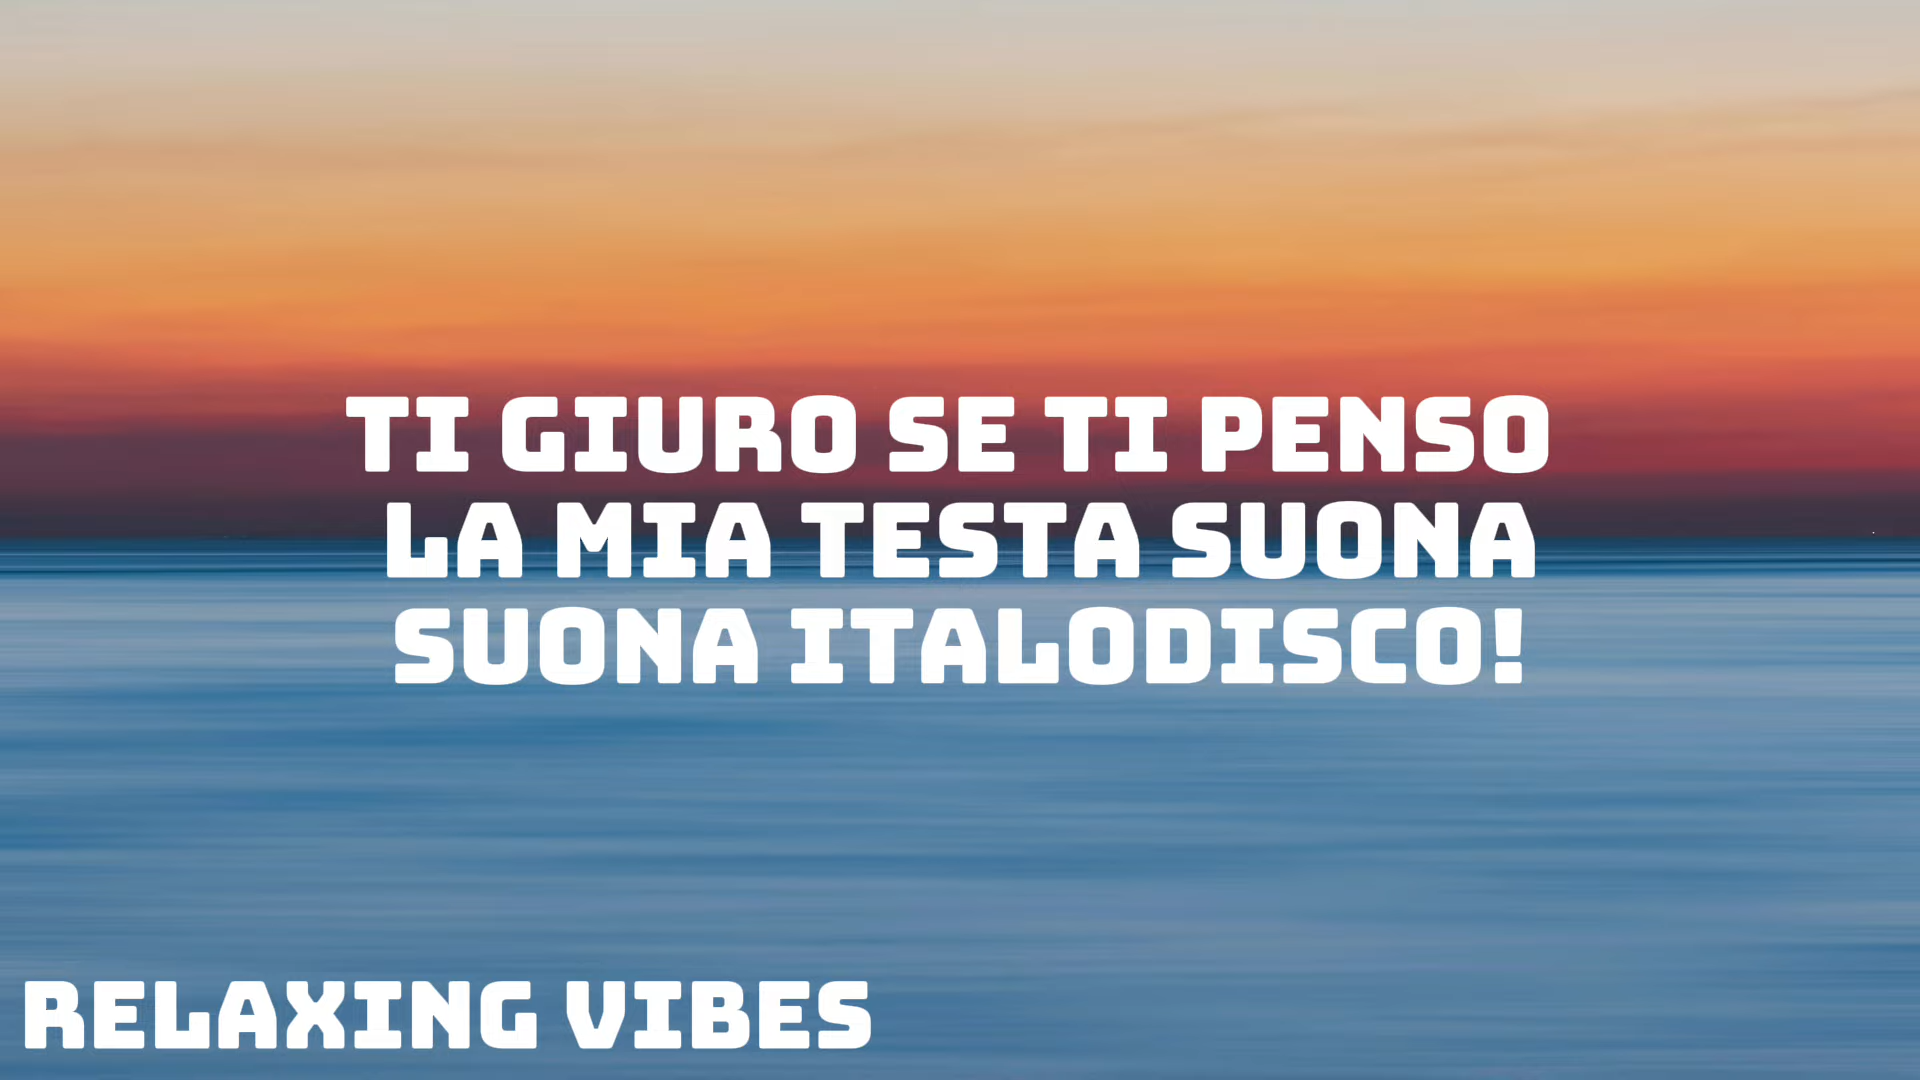 TI GIURO SE TI PENSO
LA MIA TESTA SUONA
SUONA ITALODISCO!
RELAXING VIBES